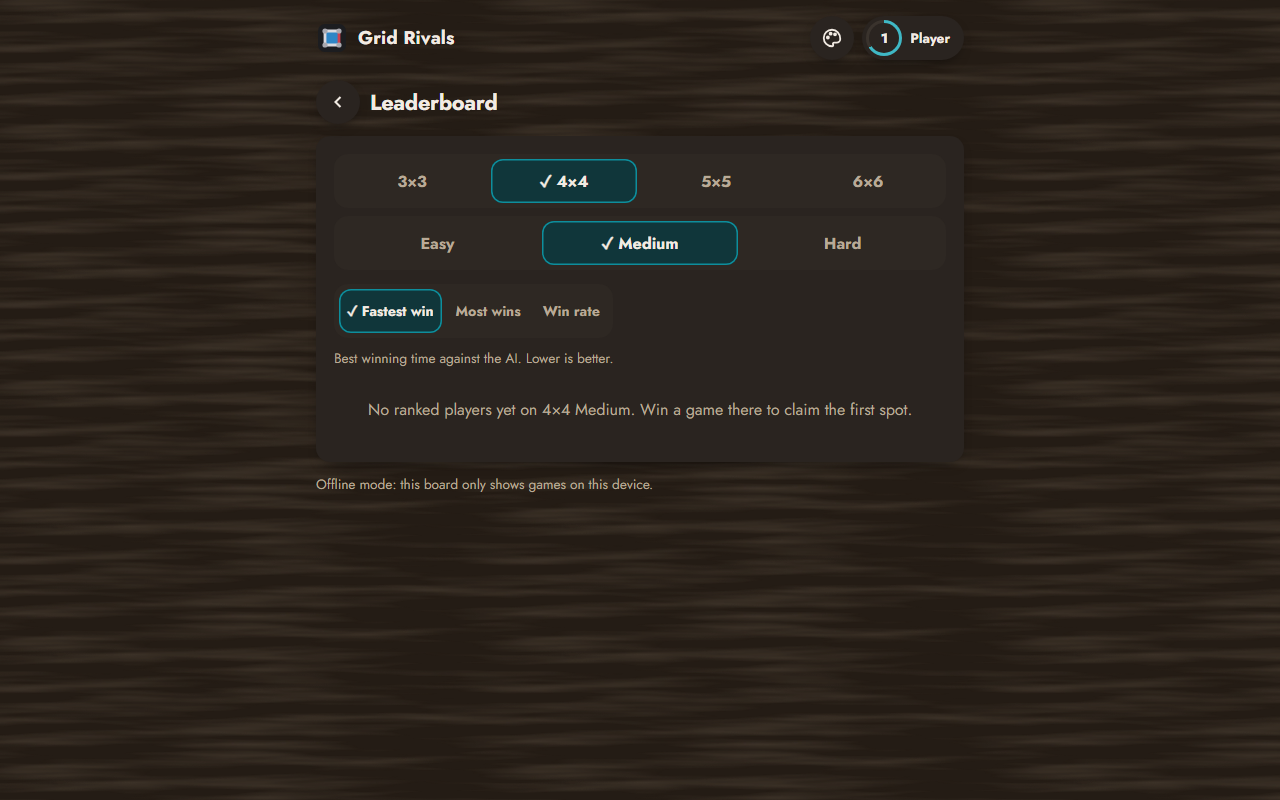 Grid Rivals
1 Player
Leaderboard
3×3 ✓ 4×4 5×5 6×6
Easy ✓ Medium Hard
✓ Fastest win Most wins Win rate
Best winning time against the AI. Lower is better.
No ranked players yet on 4×4 Medium. Win a game there to claim the first spot.
Offline mode: this board only shows games on this device.